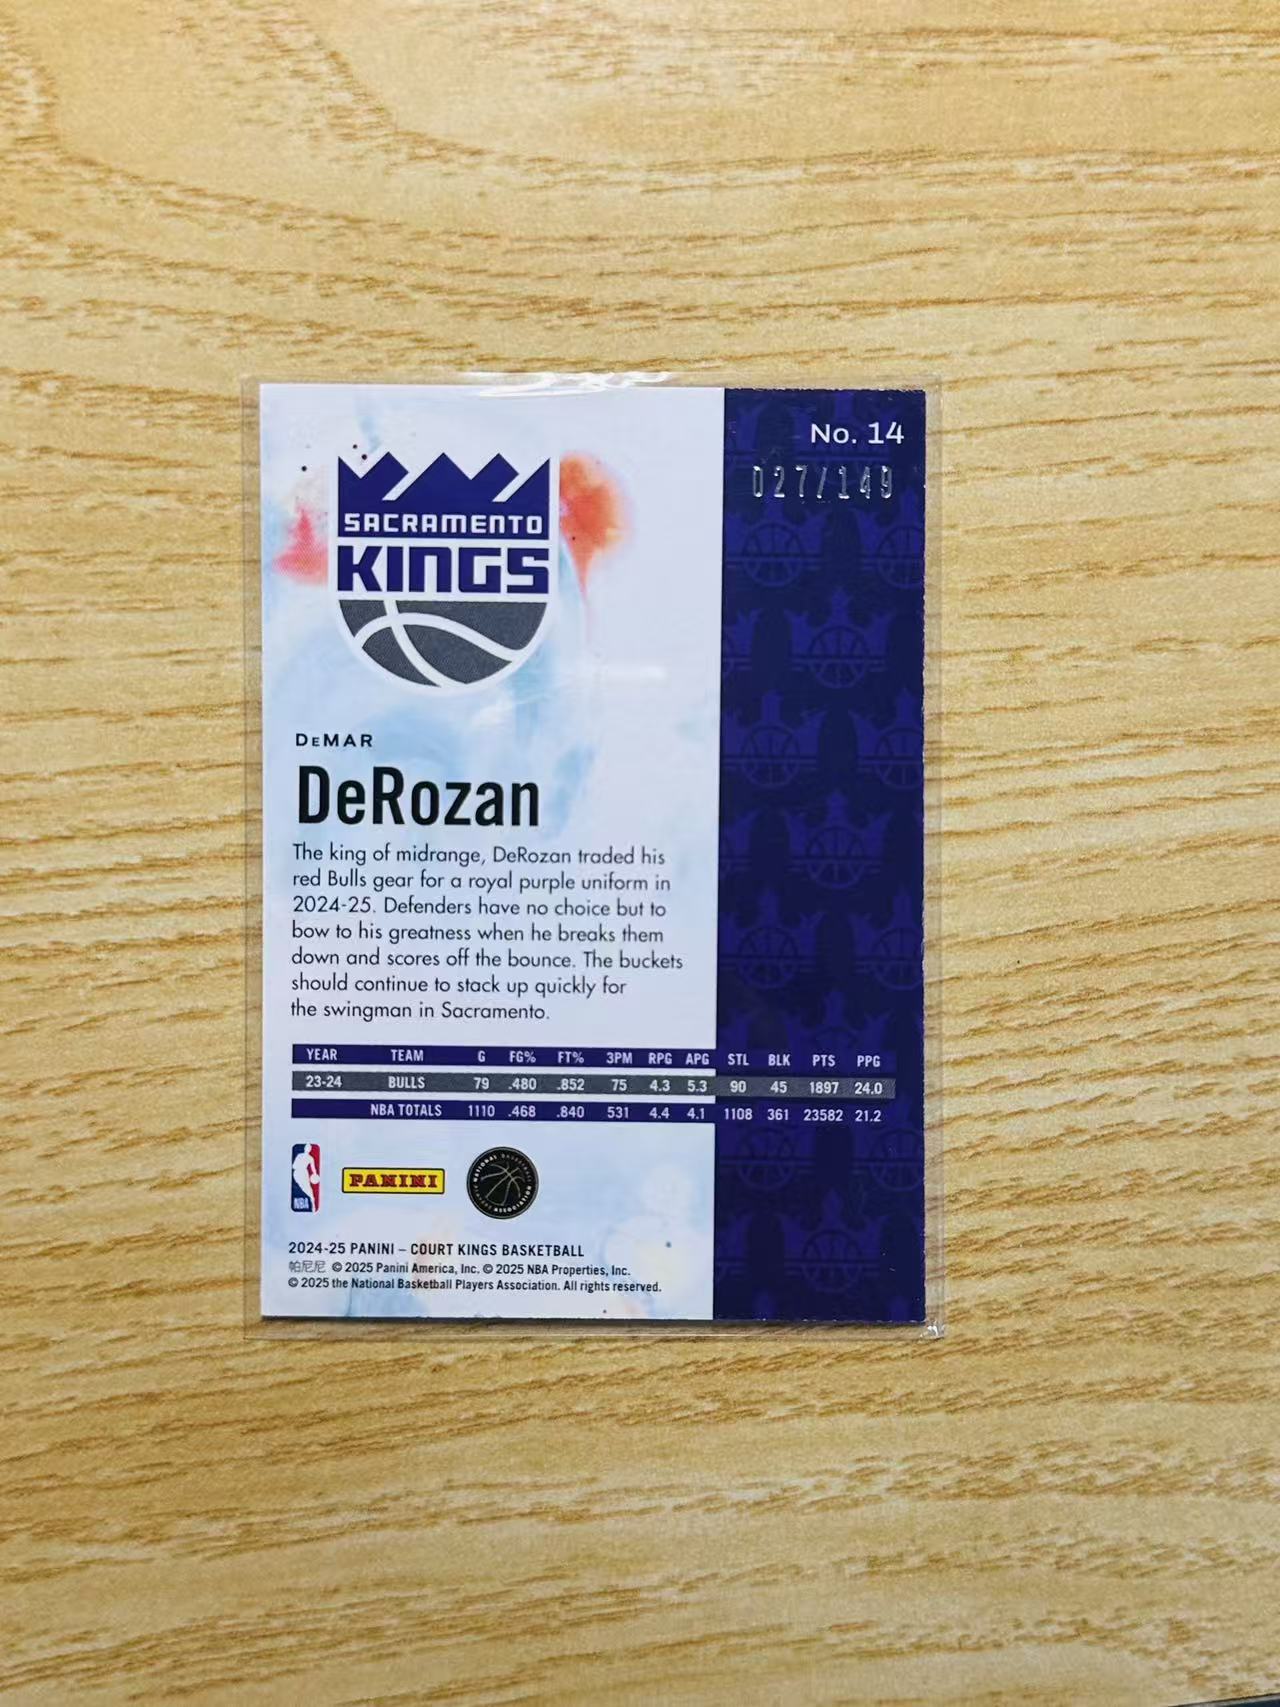 No. 14
027/149
SACRAMENTO
KINGS
DEMAR
DeRozan
The king of midrange, DeRozan traded his
red Bulls gear for a royal purple uniform in
2024-25. Defenders have no choice but to
bow to his greatness when he breaks them
down and scores off the bounce. The buckets
should continue to stack up quickly for
the swingman in Sacramento.
YEAR TEAM G FG% FT% 3PM RPG APG STL BLK PTS PPG
23-24 BULLS 79 .480 .852 75 4.3 5.3 90 45 1897 24.0
NBA TOTALS 1110 .468 .840 531 4.4 4.1 1108 361 23582 21.2
NBA
PANINI
NATIONAL BASKETBALL PLAYERS ASSOCIATION
2024-25 PANINI – COURT KINGS BASKETBALL
帕尼尼 © 2025 Panini America, Inc. © 2025 NBA Properties, Inc.
© 2025 the National Basketball Players Association. All rights reserved.